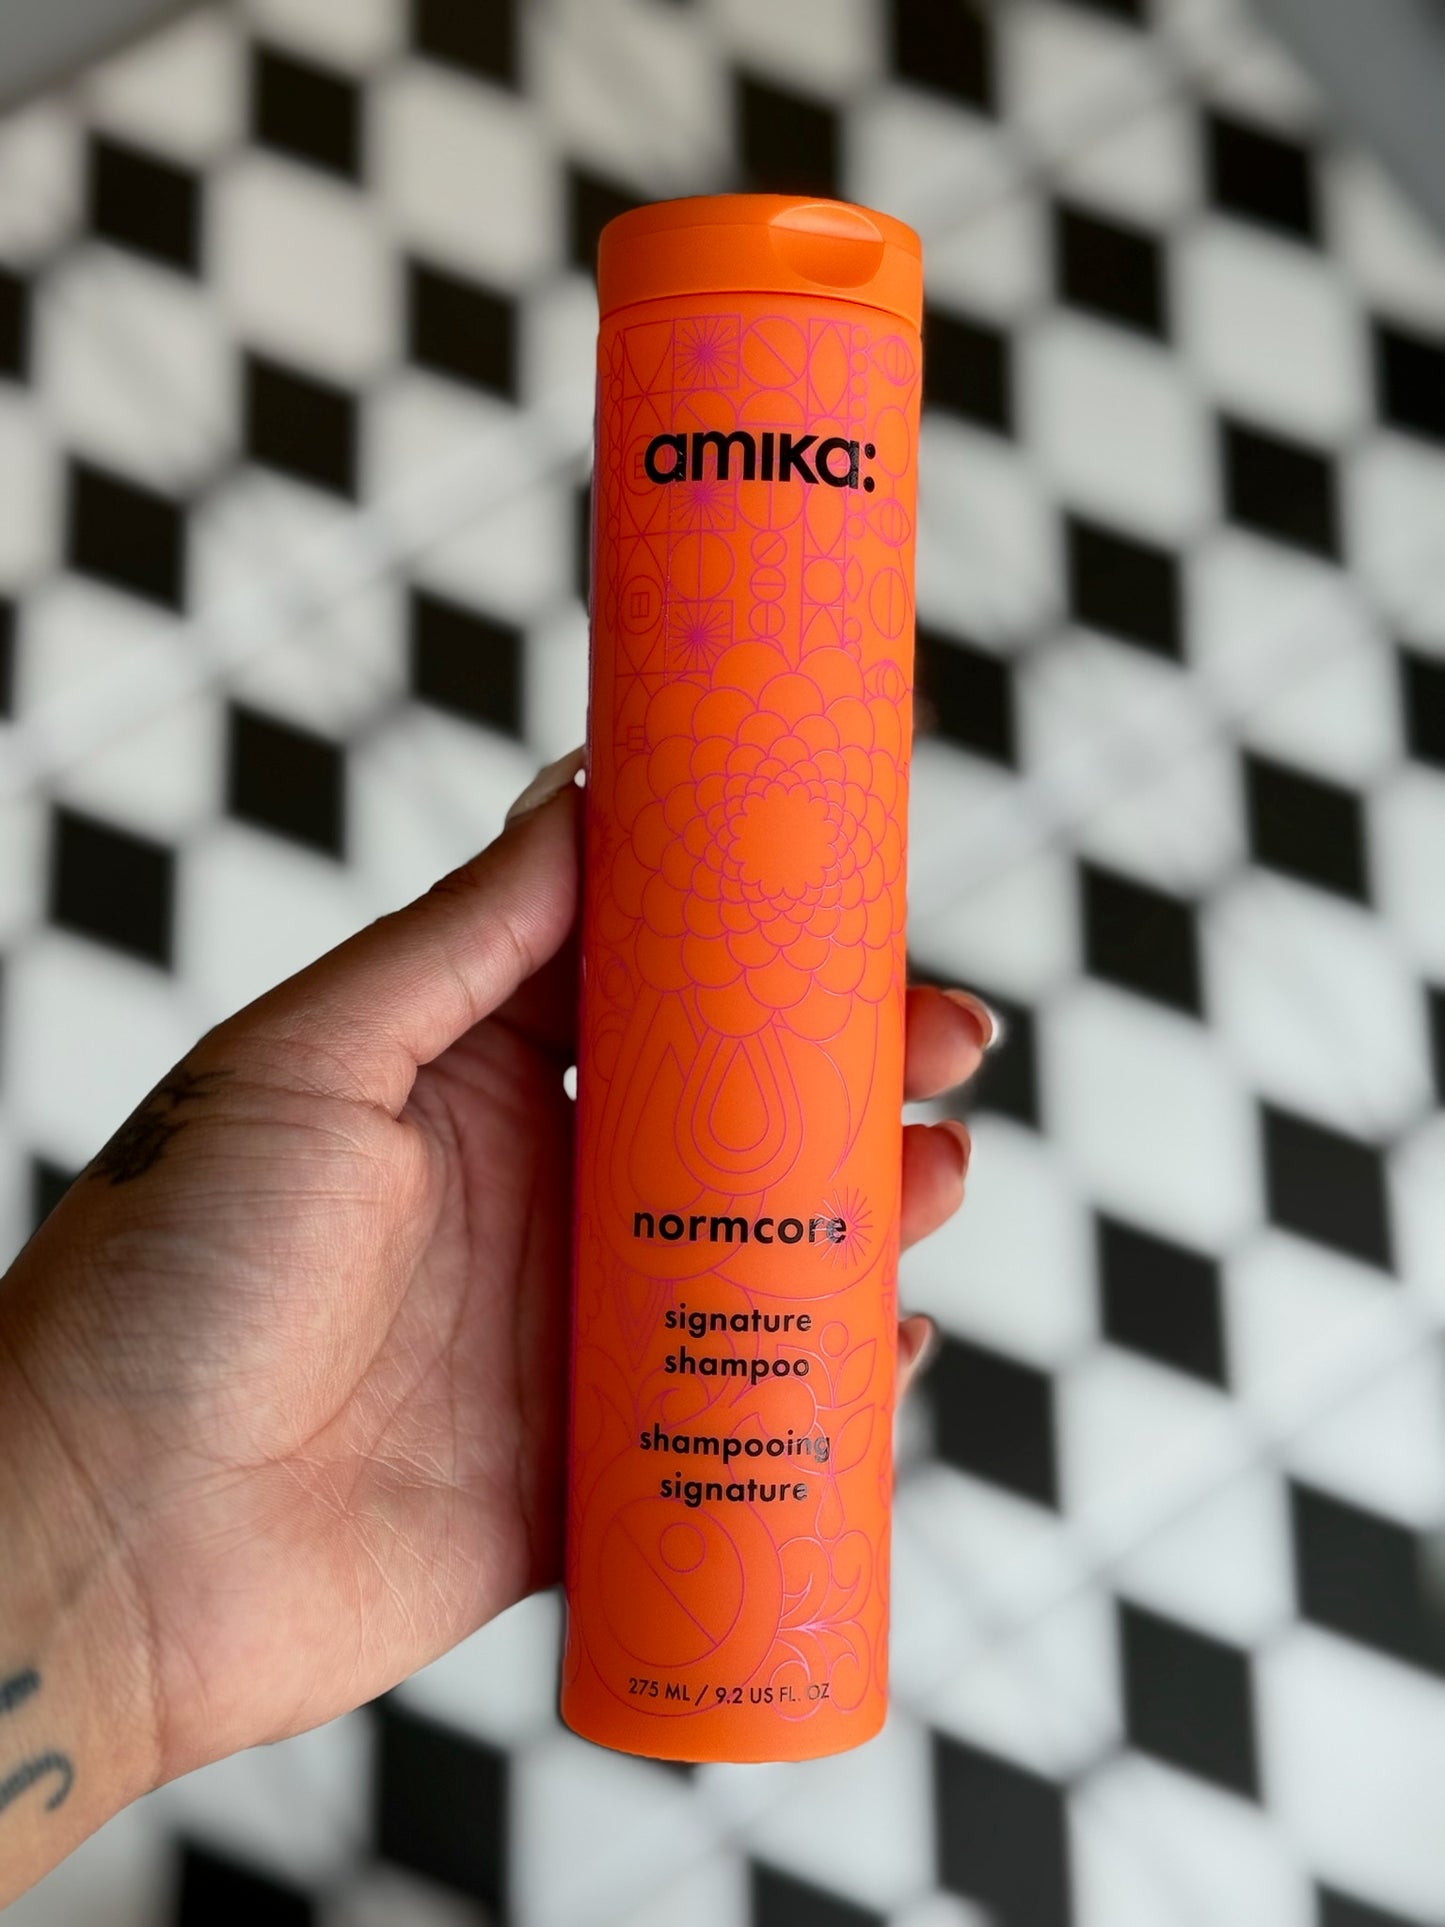 amika:
normcore
signature
shampoo
shampooing
signature
275 ML / 9.2 US FL. OZ